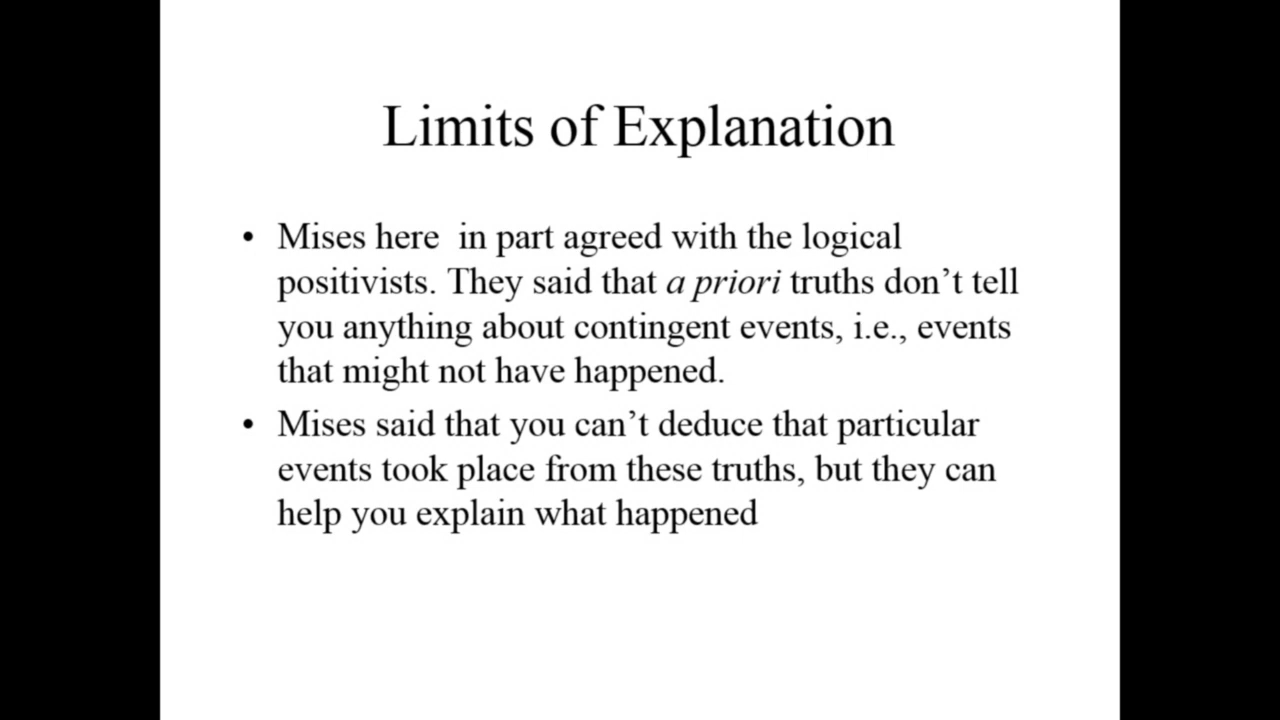 Limits of Explanation
• Mises here  in part agreed with the logical
positivists. They said that a priori truths don’t tell
you anything about contingent events, i.e., events
that might not have happened.
• Mises said that you can’t deduce that particular
events took place from these truths, but they can
help you explain what happened